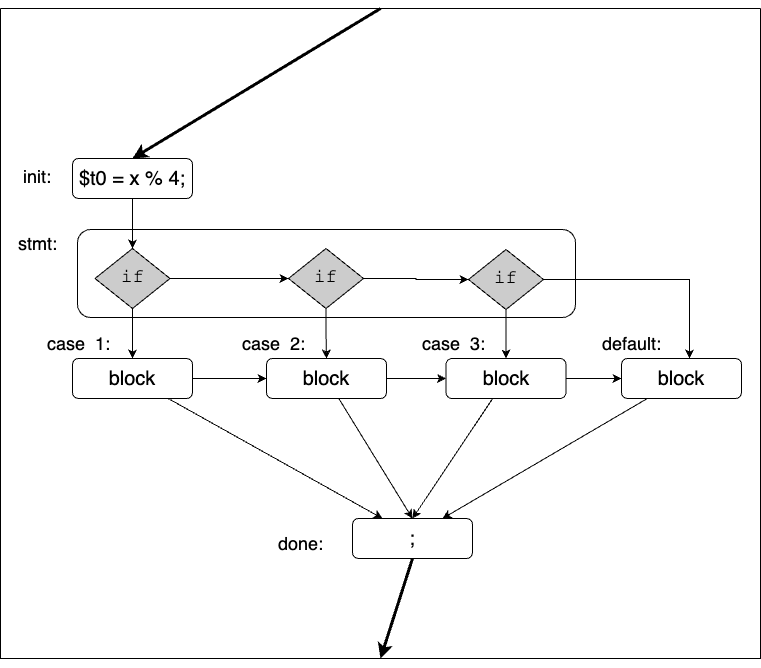 init:
$t0 = x % 4;
stmt:
if
if
if
case 1:
case 2:
case 3:
default:
block
block
block
block
done:
;